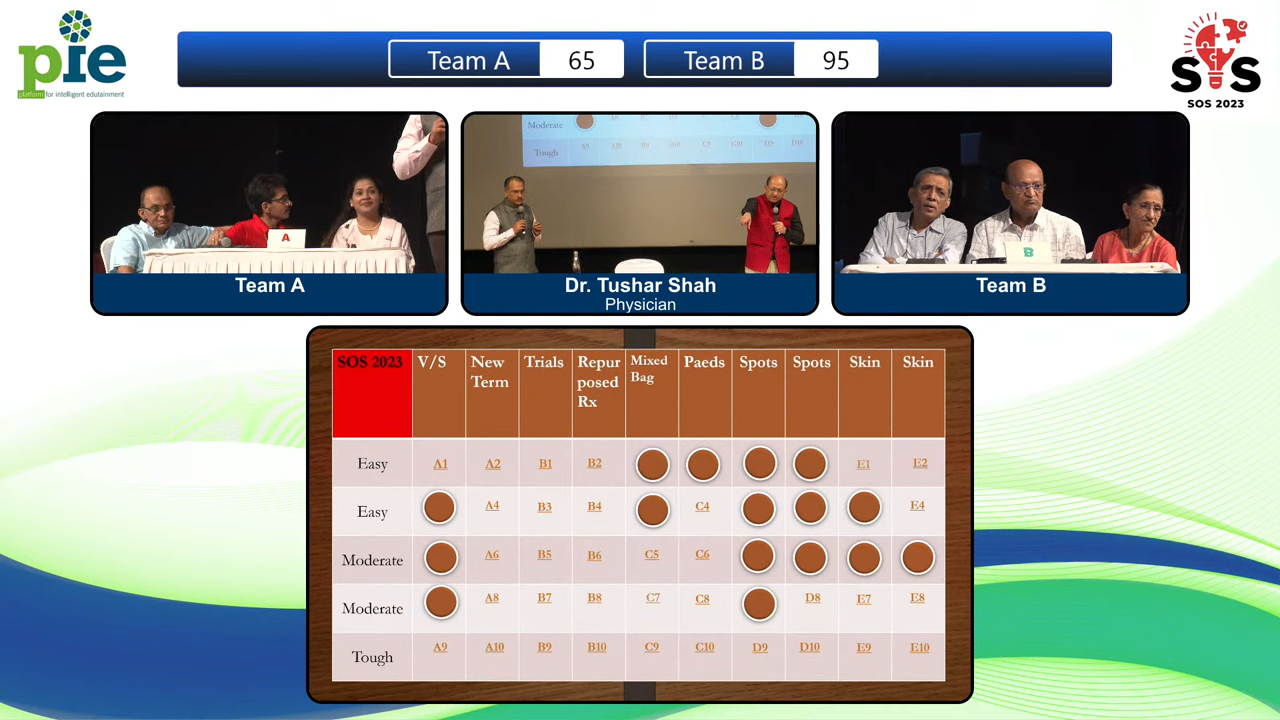 pie
platform for intelligent edutainment
Team A 65 Team B 95
SOS
SOS 2023
Moderate
Tough
A
B
Team A
Dr. Tushar Shah
Physician
Team B
SOS 2023 V/S New Term Trials Repur posed Rx Mixed Bag Paeds Spots Spots Skin Skin
Easy A1 A2 B1 B2 E1 E2
Easy A4 B3 B4 C4 E4
Moderate A6 B5 B6 C5 C6
Moderate A8 B7 B8 C7 C8 D8 E7 E8
Tough A9 A10 B9 B10 C9 C10 D9 D10 E9 E10